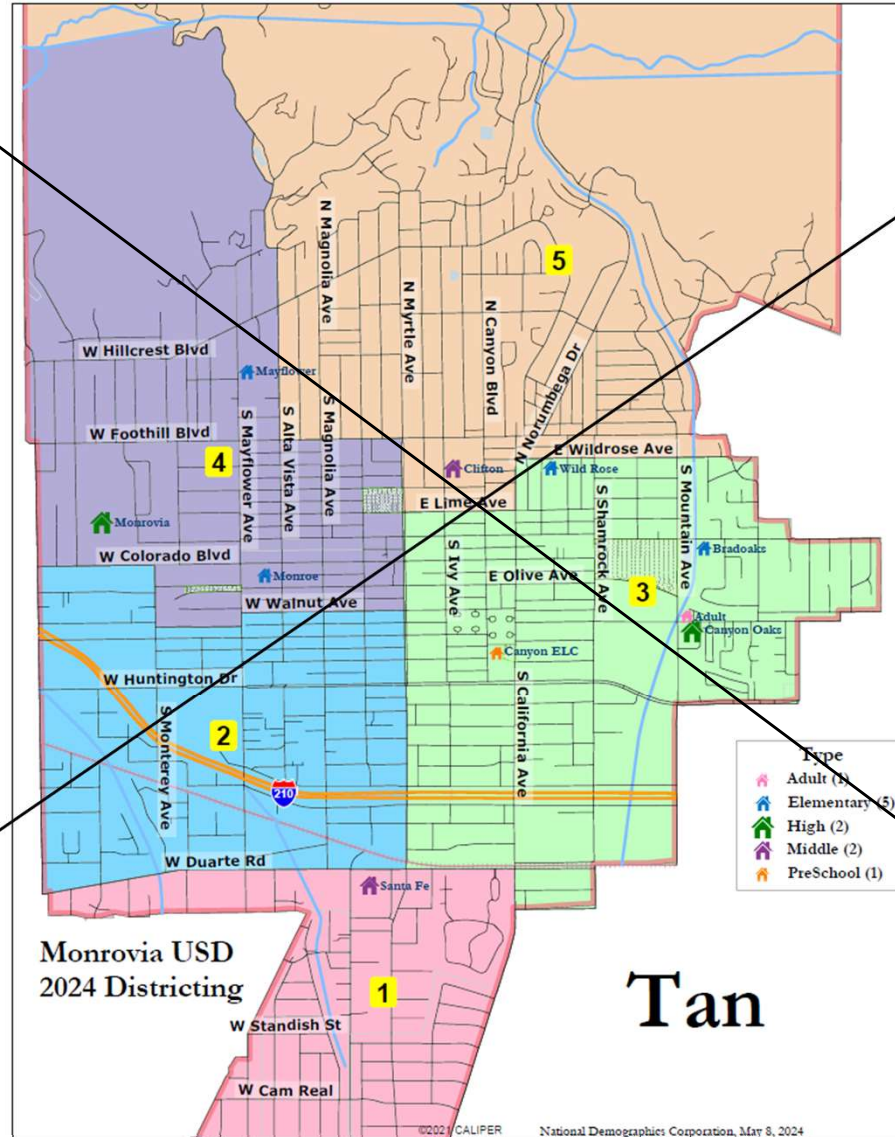 N Magnolia Ave
5
N Myrtle Ave
N Canyon Blvd
W Hillcrest Blvd
Mayflower
N Norumbega Dr
S Mayflower Ave
S Alta Vista Ave
S Magnolia Ave
W Foothill Blvd
4
E Wildrose Ave
Clifton
Wild Rose
E Lime Ave
S Shamrock Ave
S Mountain Ave
Monrovia
W Colorado Blvd
S Ivy Ave
Bradoaks
Monroe
E Olive Ave
3
W Walnut Ave
Adult
Canyon Oaks
Canyon ELC
W Huntington Dr
S California Ave
S Monterey Ave
2
210
Type
Adult (1)
Elementary (5)
High (2)
Middle (2)
PreSchool (1)
W Duarte Rd
Santa Fe
Monrovia USD
2024 Districting
1
Tan
W Standish St
W Cam Real
©2021 CALIPER
National Demographics Corporation, May 8, 2024